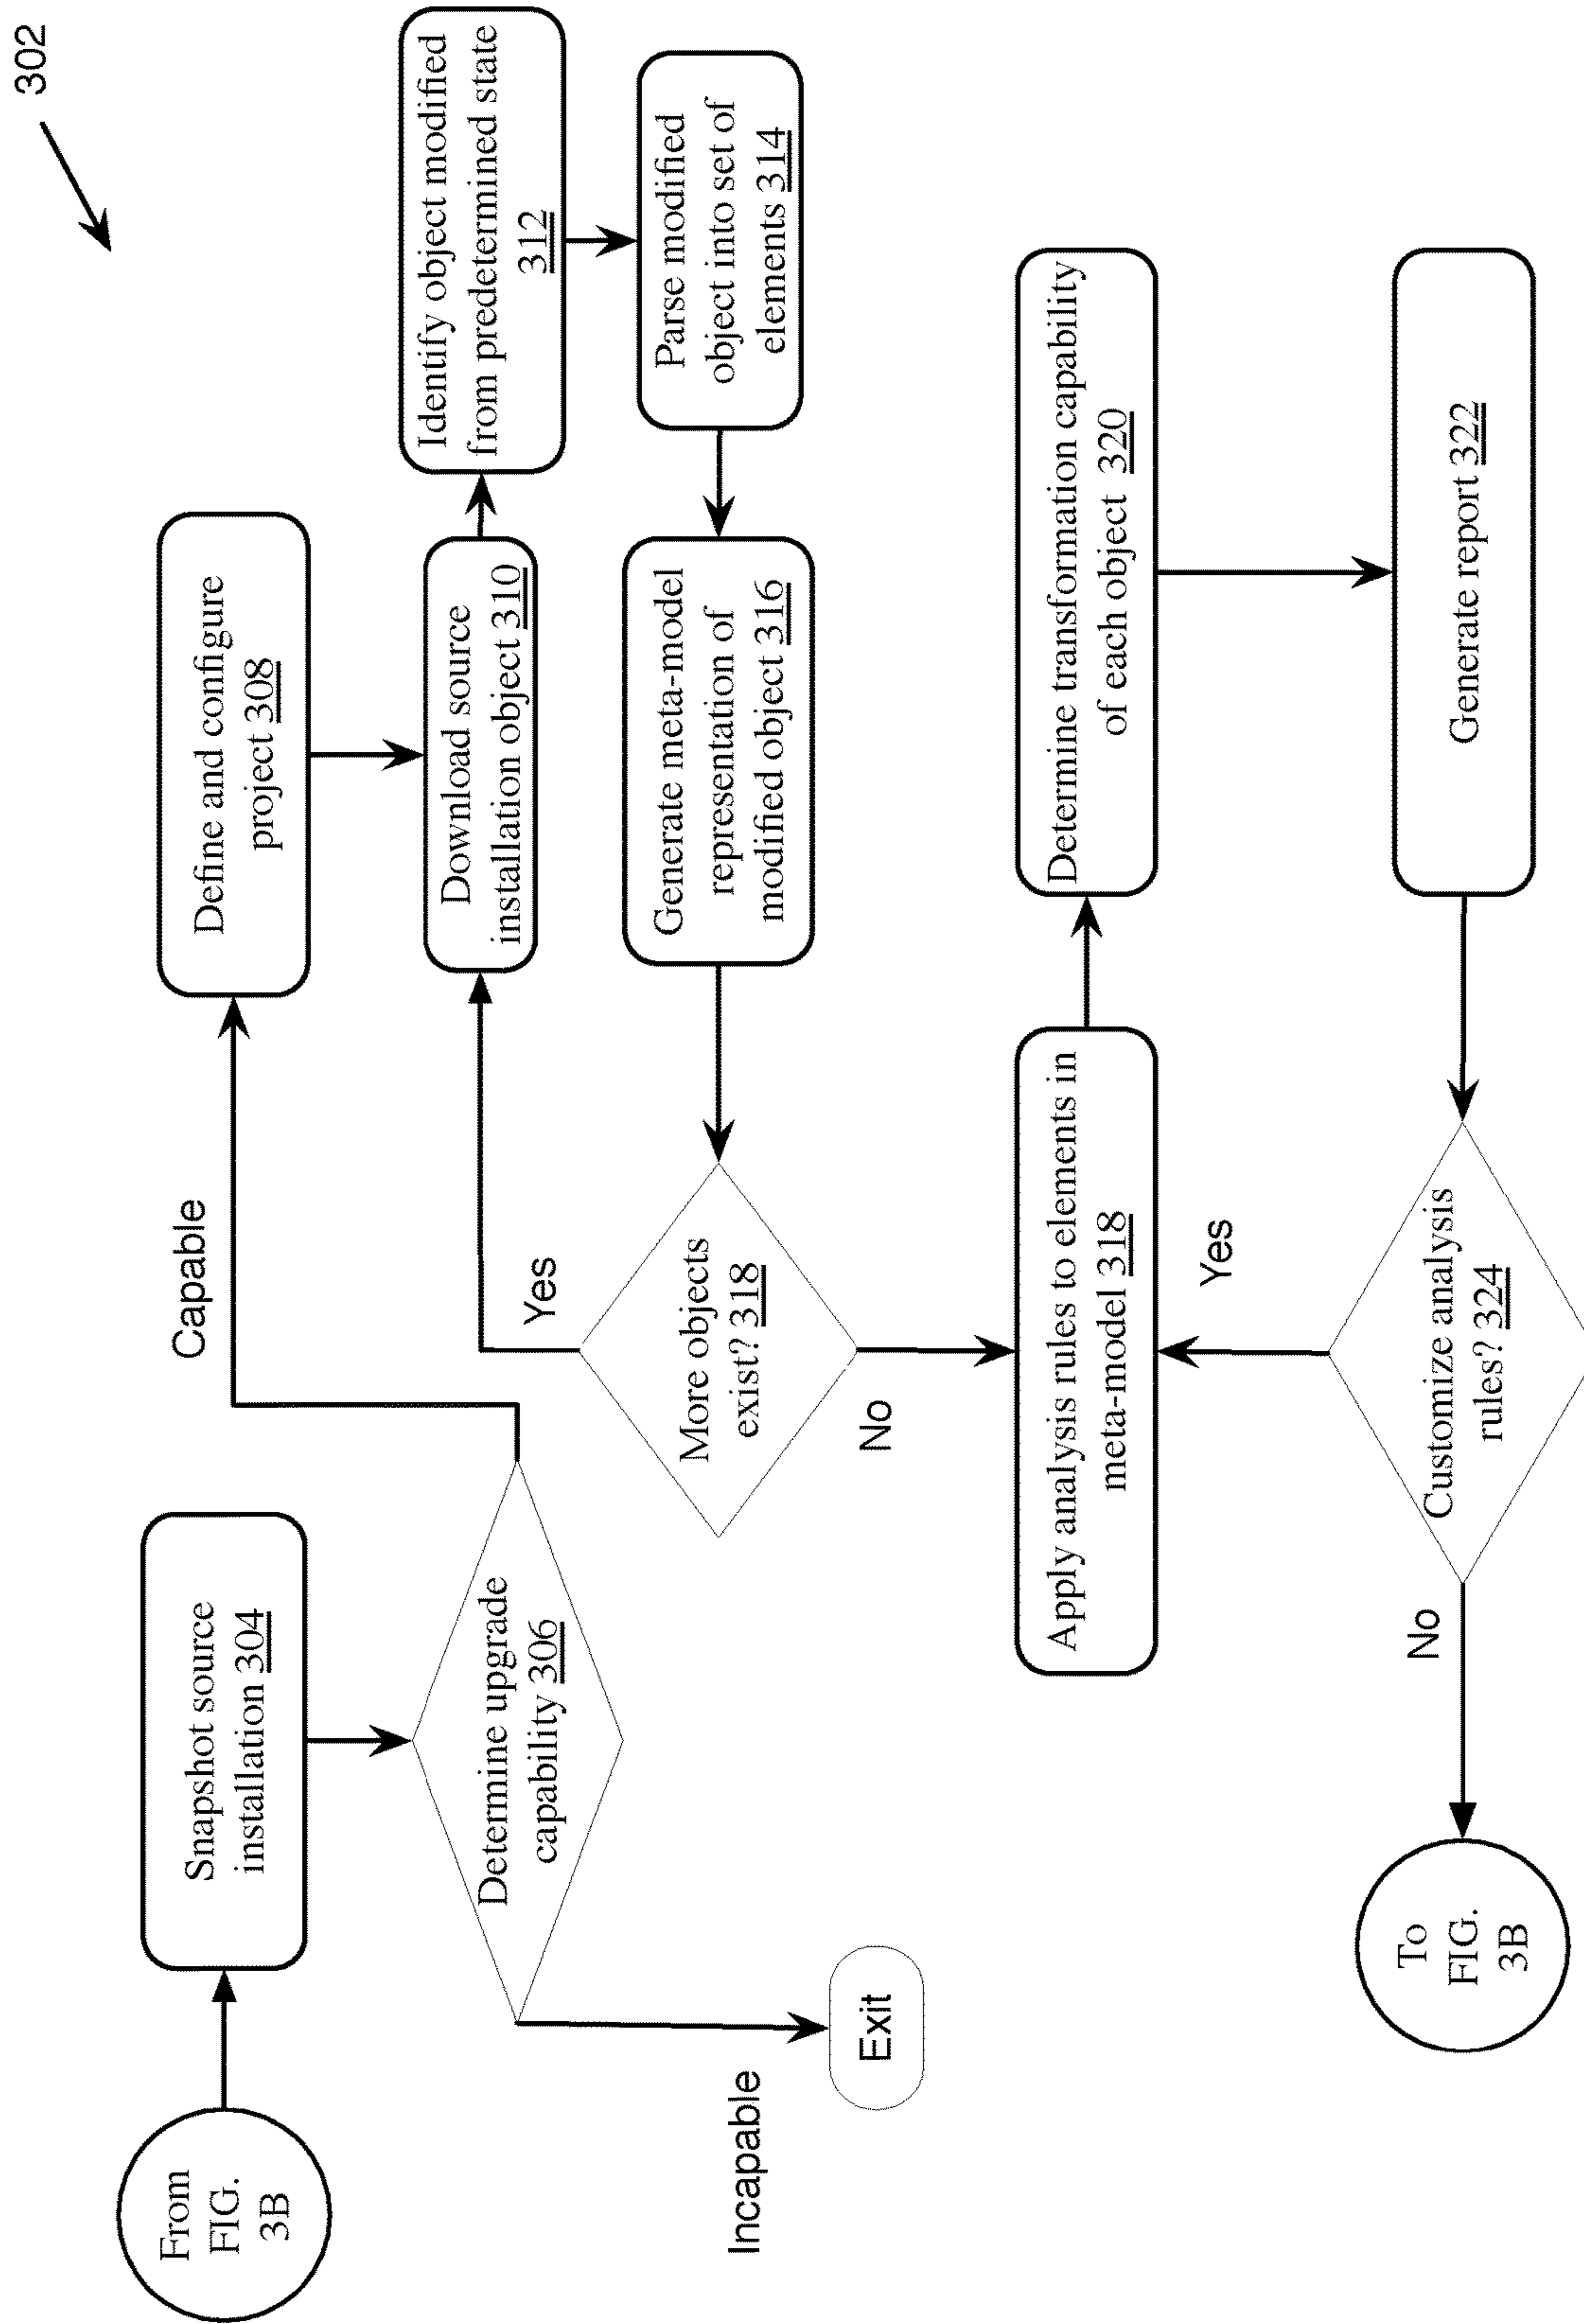 302
From
FIG.
3B
Snapshot source
installation 304
Determine upgrade
capability 306
Incapable
Exit
Capable
Define and configure
project 308
Download source
installation object 310
Identify object modified
from predetermined state
312
Parse modified
object into set of
elements 314
Generate meta-model
representation of
modified object 316
More objects
exist? 318
Yes
No
Apply analysis rules to elements in
meta-model 318
Determine transformation capability
of each object 320
Generate report 322
Customize analysis
rules? 324
Yes
No
To
FIG.
3B